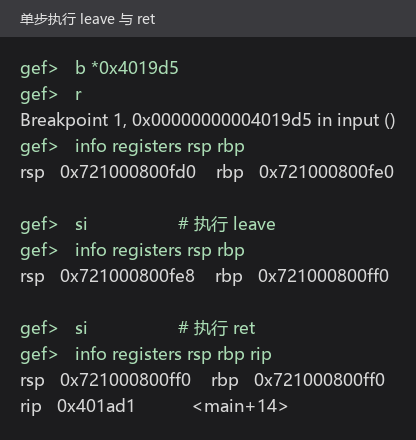 单步执行 leave 与 ret
gef> b *0x4019d5
gef> r
Breakpoint 1, 0x00000000004019d5 in input ()
gef> info registers rsp rbp
rsp 0x721000800fd0 rbp 0x721000800fe0
gef> si # 执行 leave
gef> info registers rsp rbp
rsp 0x721000800fe8 rbp 0x721000800ff0
gef> si # 执行 ret
gef> info registers rsp rbp rip
rsp 0x721000800ff0 rbp 0x721000800ff0
rip 0x401ad1 <main+14>